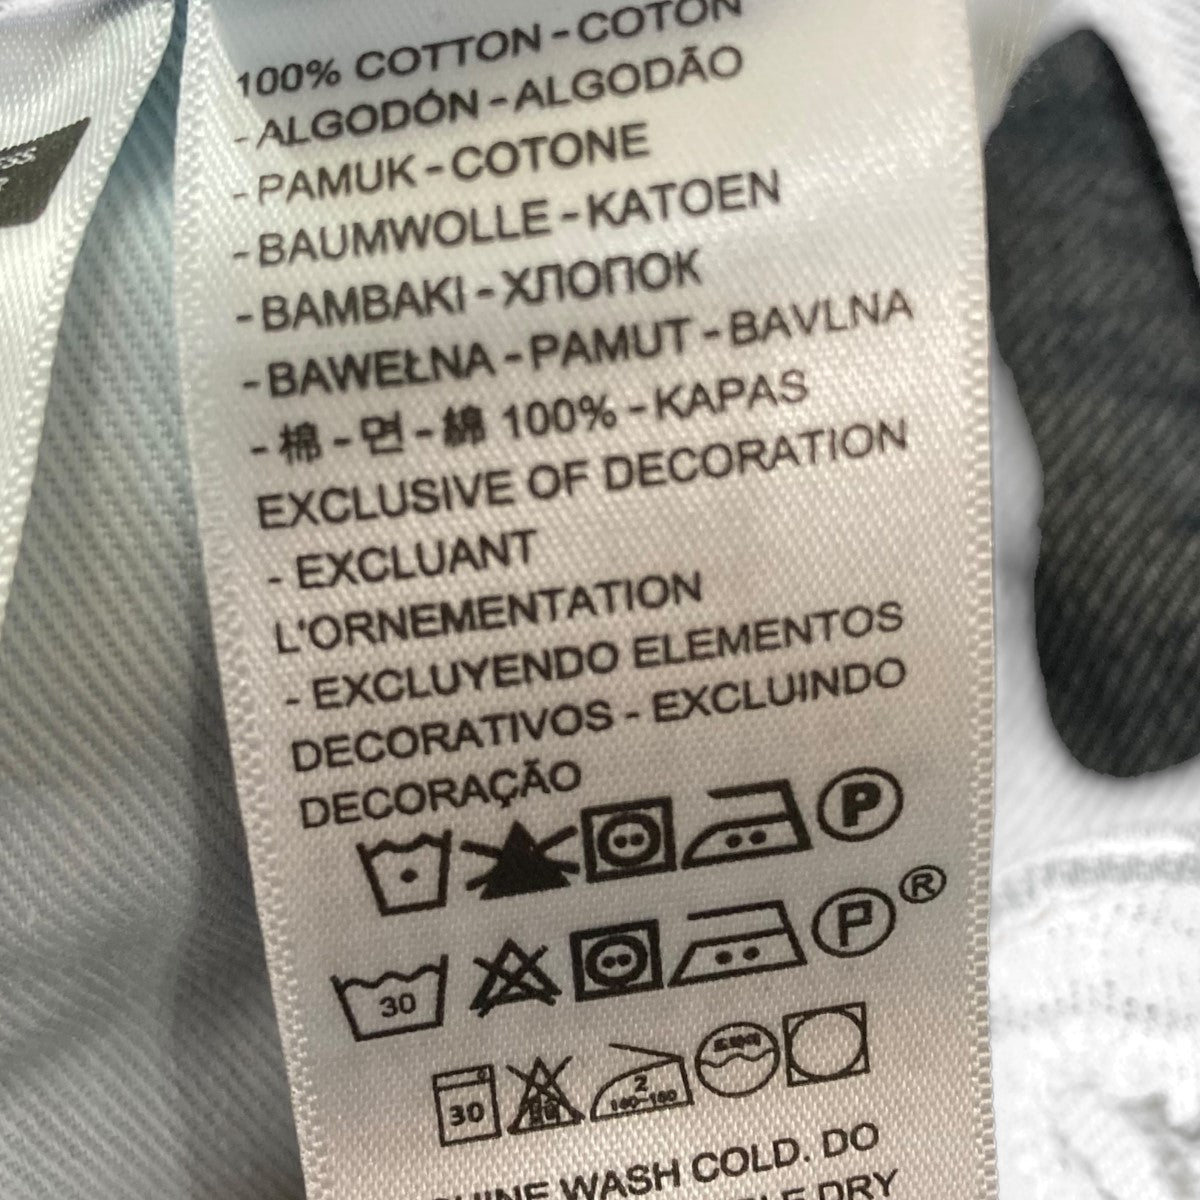 100% COTTON - COTON
- ALGODÓN - ALGODÃO
- PAMUK - COTONE
- BAUMWOLLE - KATOEN
- BAMBAKI - ХЛОПОК
- BAWEŁNA - PAMUT - BAVLNA
- 棉 - 면 - 綿 100% - KAPAS
EXCLUSIVE OF DECORATION
- EXCLUANT
L'ORNEMENTATION
- EXCLUYENDO ELEMENTOS
DECORATIVOS - EXCLUINDO
DECORAÇÃO
P
30 P ®
30 2
WASH COLD. DO
DRY